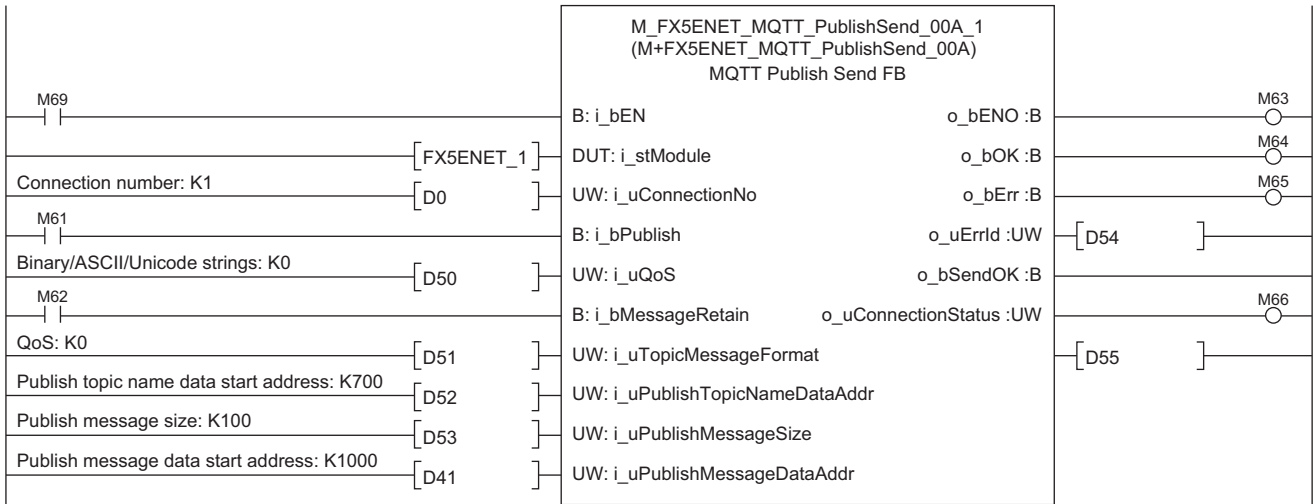 M_FX5ENET_MQTT_PublishSend_00A_1
(M+FX5ENET_MQTT_PublishSend_00A)
MQTT Publish Send FB
M69
B: i_bEN
o_bENO :B
M63
FX5ENET_1
DUT: i_stModule
o_bOK :B
M64
Connection number: K1
D0
UW: i_uConnectionNo
o_bErr :B
M65
M61
B: i_bPublish
o_uErrId :UW
D54
Binary/ASCII/Unicode strings: K0
D50
UW: i_uQoS
o_bSendOK :B
M62
B: i_bMessageRetain
o_uConnectionStatus :UW
M66
QoS: K0
D51
UW: i_uTopicMessageFormat
D55
Publish topic name data start address: K700
D52
UW: i_uPublishTopicNameDataAddr
Publish message size: K100
D53
UW: i_uPublishMessageSize
Publish message data start address: K1000
D41
UW: i_uPublishMessageDataAddr